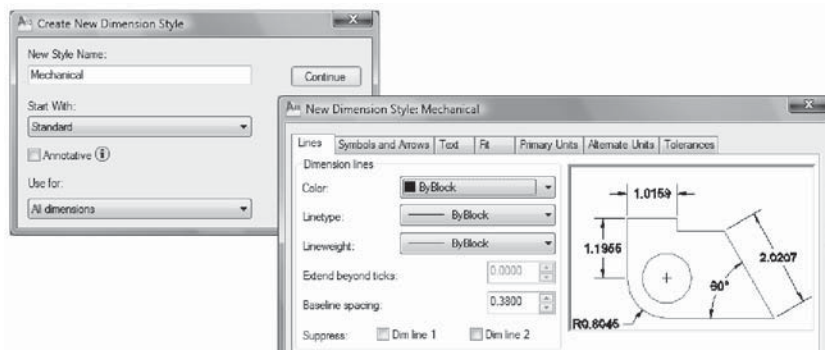 Create New Dimension Style
New Style Name:
Mechanical
Continue
Start With:
Standard
Annotative
Use for:
All dimensions
New Dimension Style: Mechanical
Lines Symbols and Arrows Text Fit Primary Units Alternate Units Tolerances
Dimension lines
Color: ByBlock
Linetype: ByBlock
Lineweight: ByBlock
Extend beyond ticks: 0.0000
Baseline spacing: 0.3800
Suppress: Dim line 1 Dim line 2
1.0159
1.1955
2.0207
60°
R0.8045